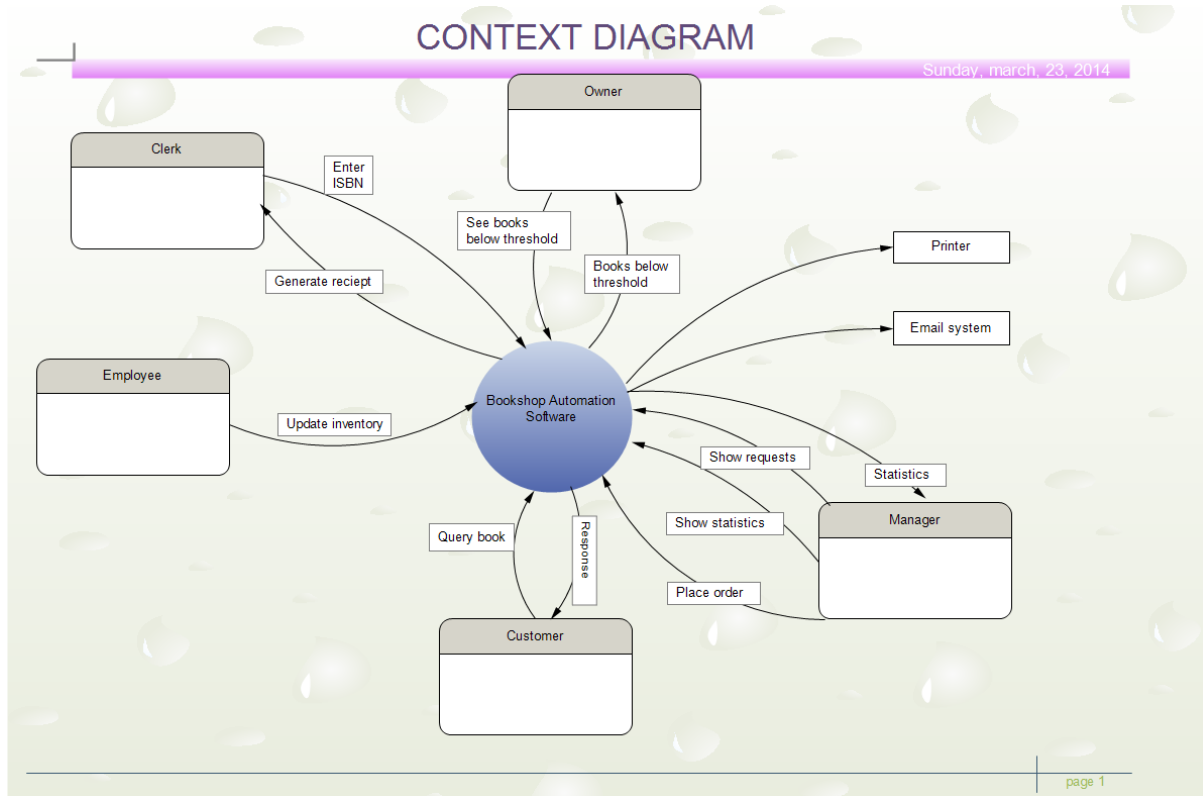 CONTEXT DIAGRAM
Sunday, march, 23, 2014
Owner
Clerk
Enter
ISBN
See books
below threshold
Books below
threshold
Printer
Generate reciept
Email system
Employee
Bookshop Automation
Software
Update inventory
Show requests
Statistics
Manager
Show statistics
Query book
Response
Place order
Customer
page 1